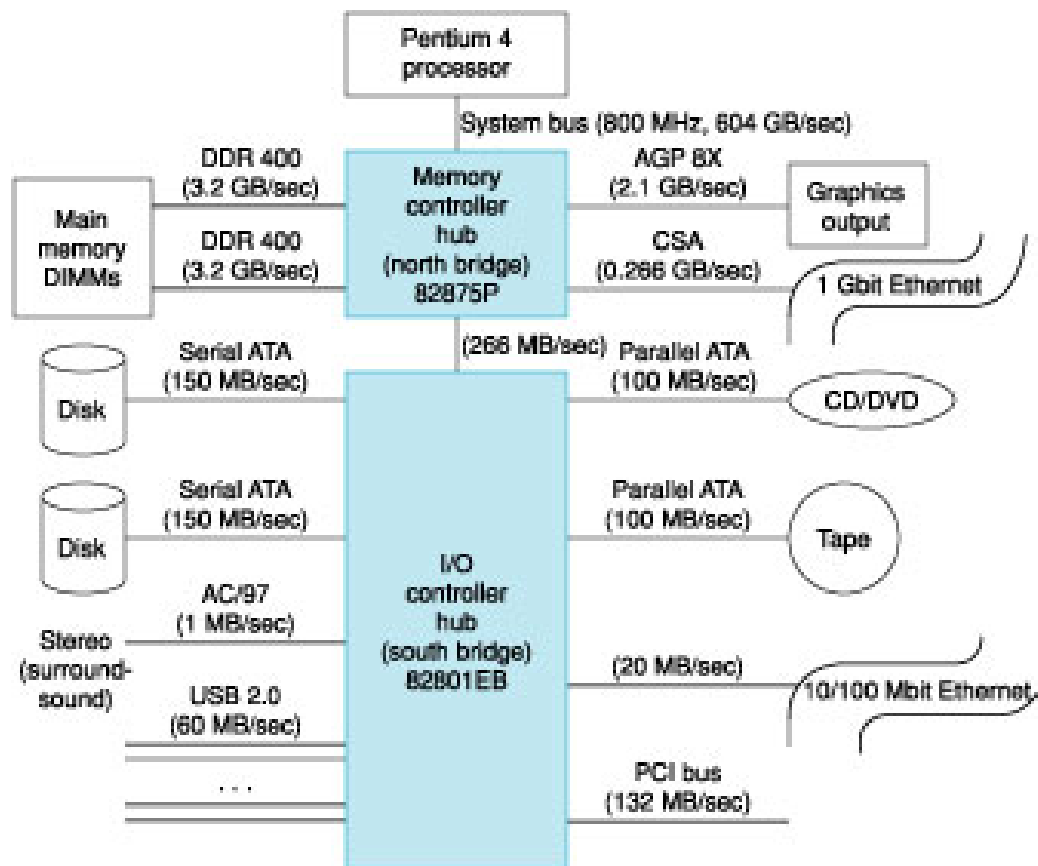 Pentium 4
processor
System bus (800 MHz, 604 GB/sec)
DDR 400
(3.2 GB/sec)
Memory
controller
hub
(north bridge)
82875P
AGP 8X
(2.1 GB/sec)
Graphics
output
Main
memory
DIMMs
DDR 400
(3.2 GB/sec)
CSA
(0.266 GB/sec)
1 Gbit Ethernet
(266 MB/sec)
Serial ATA
(150 MB/sec)
Disk
Parallel ATA
(100 MB/sec)
CD/DVD
Serial ATA
(150 MB/sec)
Disk
Parallel ATA
(100 MB/sec)
Tape
I/O
controller
hub
(south bridge)
82801EB
AC/97
(1 MB/sec)
Stereo
(surround-
sound)
USB 2.0
(60 MB/sec)
. . .
(20 MB/sec)
10/100 Mbit Ethernet
PCI bus
(132 MB/sec)